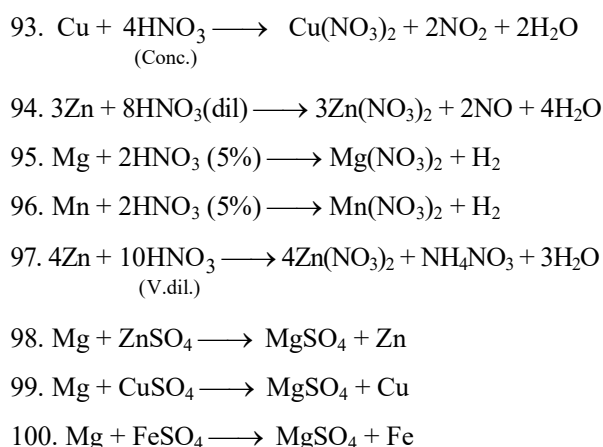 93. Cu + 4HNO₃ ⟶ Cu(NO₃)₂ + 2NO₂ + 2H₂O
(Conc.)
94. 3Zn + 8HNO₃(dil) ⟶ 3Zn(NO₃)₂ + 2NO + 4H₂O
95. Mg + 2HNO₃ (5%) ⟶ Mg(NO₃)₂ + H₂
96. Mn + 2HNO₃ (5%) ⟶ Mn(NO₃)₂ + H₂
97. 4Zn + 10HNO₃ ⟶ 4Zn(NO₃)₂ + NH₄NO₃ + 3H₂O
(V.dil.)
98. Mg + ZnSO₄ ⟶ MgSO₄ + Zn
99. Mg + CuSO₄ ⟶ MgSO₄ + Cu
100. Mg + FeSO₄ ⟶ MgSO₄ + Fe